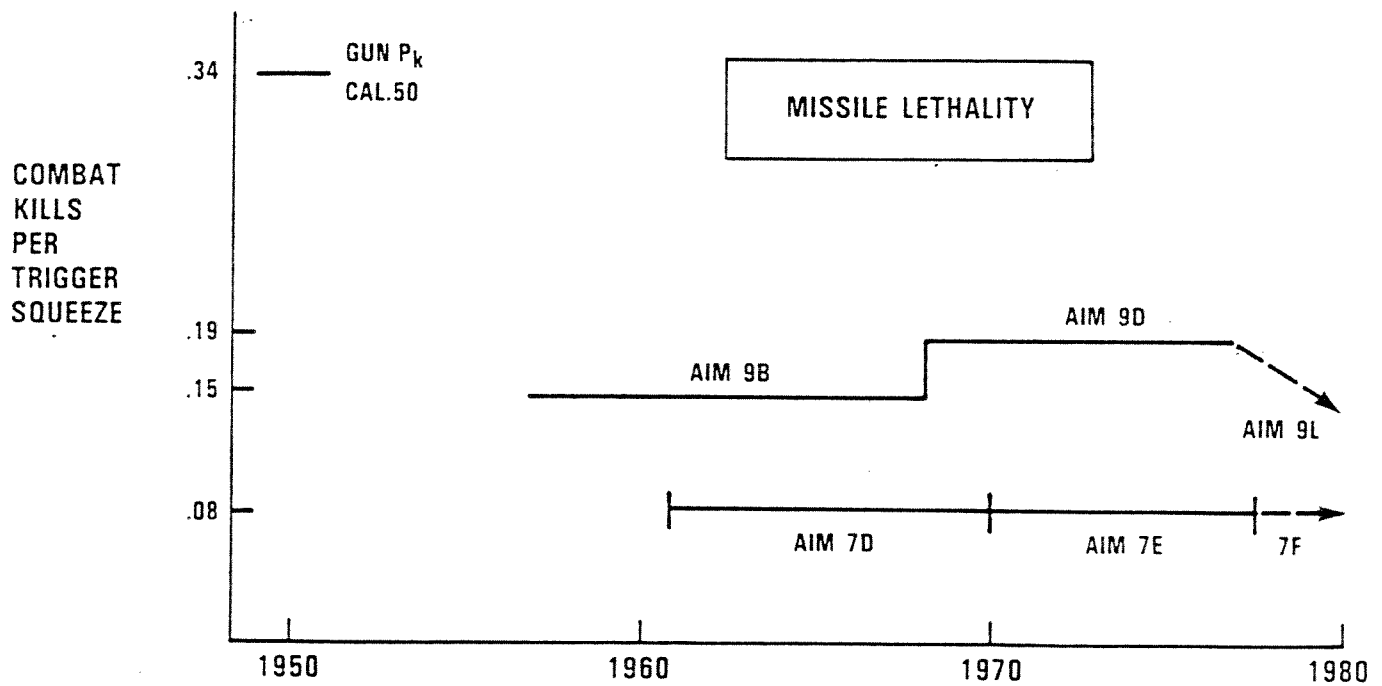 .34
GUN Pk
CAL.50
MISSILE LETHALITY
COMBAT
KILLS
PER
TRIGGER
SQUEEZE
.19
.15
.08
AIM 9B
AIM 9D
AIM 9L
AIM 7D
AIM 7E
7F
1950
1960
1970
1980